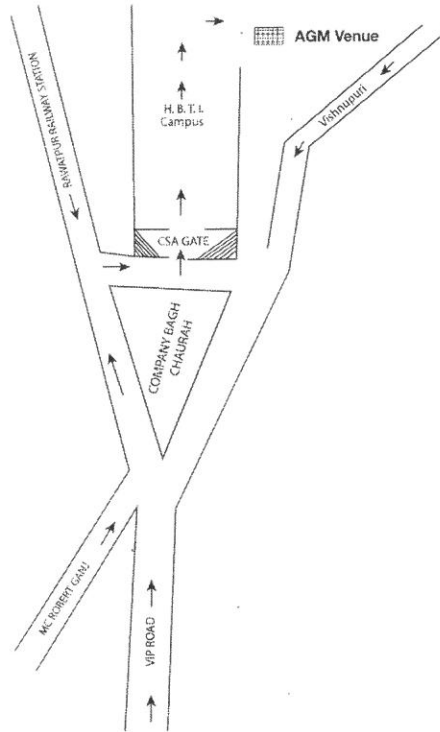 AGM Venue
H. B. T. I.
Campus
Vishnupuri
RAWATPUR RAILWAY STATION
CSA GATE
COMPANY BAGH
CHAURAH
MC ROBERT GANJ
VIP ROAD